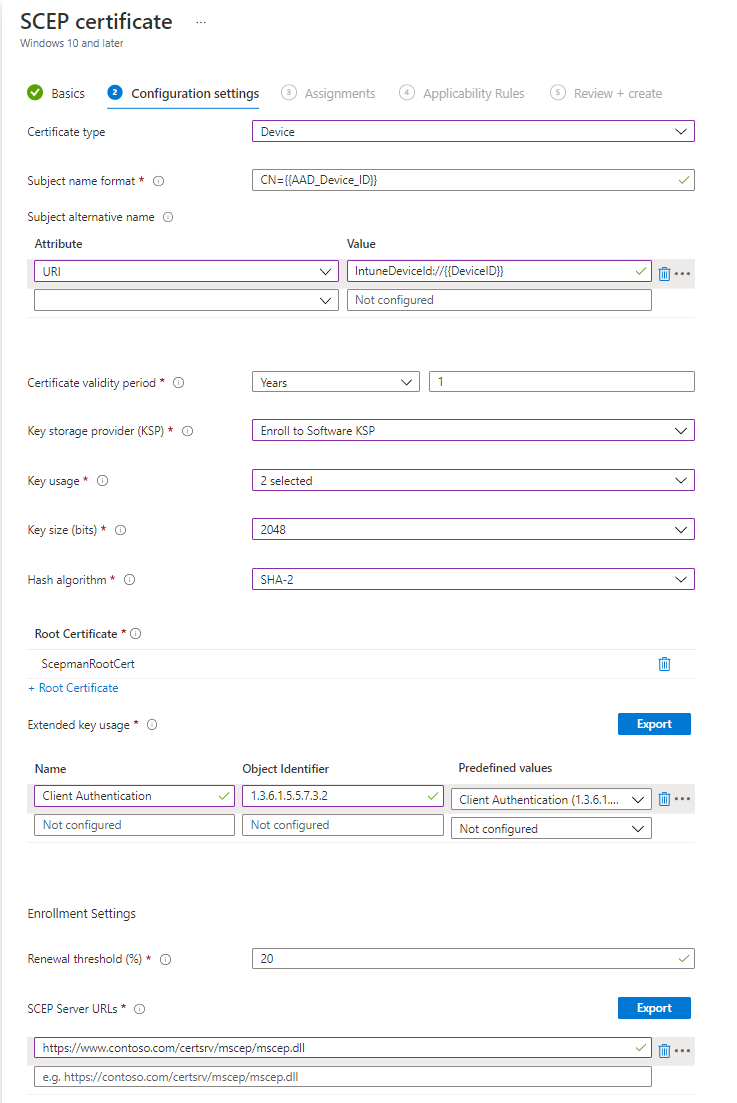 SCEP certificate ...
Windows 10 and later
Basics 2 Configuration settings 3 Assignments 4 Applicability Rules 5 Review + create
Certificate type Device
Subject name format * CN={{AAD_Device_ID}}
Subject alternative name
Attribute Value
URI IntuneDeviceId://{{DeviceID}}
Not configured
Certificate validity period * Years 1
Key storage provider (KSP) * Enroll to Software KSP
Key usage * 2 selected
Key size (bits) * 2048
Hash algorithm * SHA-2
Root Certificate *
ScepmanRootCert
+ Root Certificate
Extended key usage * Export
Name Object Identifier Predefined values
Client Authentication 1.3.6.1.5.5.7.3.2 Client Authentication (1.3.6.1....
Not configured Not configured Not configured
Enrollment Settings
Renewal threshold (%) * 20
SCEP Server URLs * Export
https://www.contoso.com/certsrv/mscep/mscep.dll
e.g. https://contoso.com/certsrv/mscep/mscep.dll